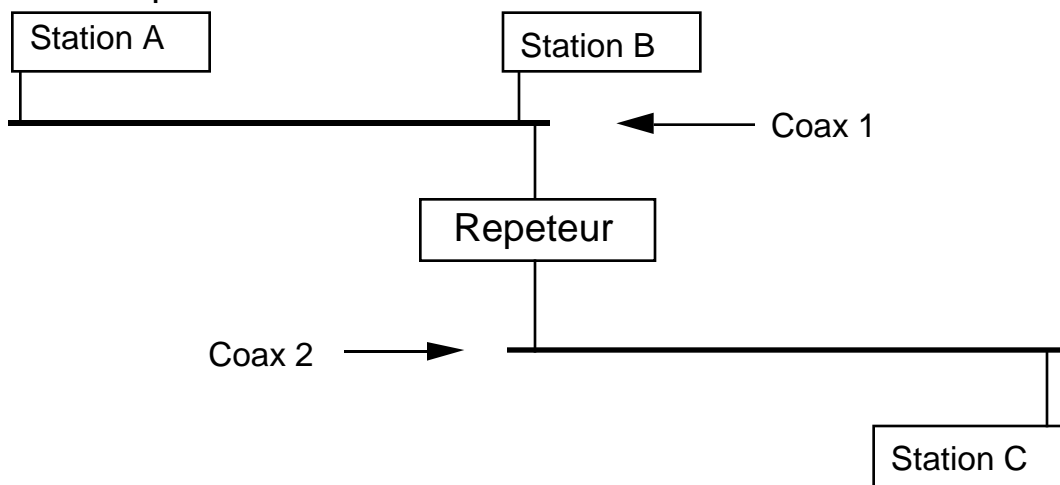 Station A
Station B
Coax 1
Repeteur
Coax 2
Station C